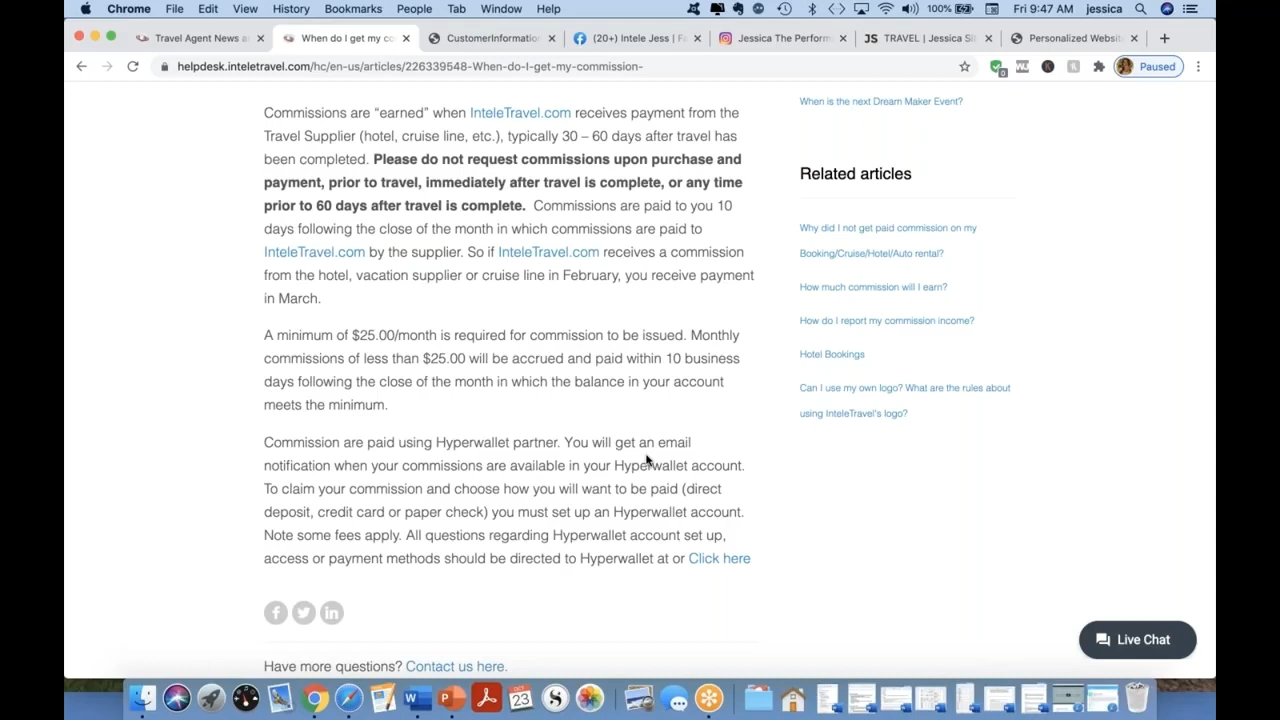 Chrome File Edit View History Bookmarks People Tab Window Help 100% Fri 9:47 AM jessica
Travel Agent News a When do I get my co CustomerInformation (20+) Intele Jess | Fa Jessica The Perform JS TRAVEL | Jessica Si Personalized Websit
helpdesk.inteletravel.com/hc/en-us/articles/226339548-When-do-I-get-my-commission- 0 Paused
Commissions are “earned” when InteleTravel.com receives payment from the
Travel Supplier (hotel, cruise line, etc.), typically 30 – 60 days after travel has
been completed. Please do not request commissions upon purchase and
payment, prior to travel, immediately after travel is complete, or any time
prior to 60 days after travel is complete. Commissions are paid to you 10
days following the close of the month in which commissions are paid to
InteleTravel.com by the supplier. So if InteleTravel.com receives a commission
from the hotel, vacation supplier or cruise line in February, you receive payment
in March.
A minimum of $25.00/month is required for commission to be issued. Monthly
commissions of less than $25.00 will be accrued and paid within 10 business
days following the close of the month in which the balance in your account
meets the minimum.
Commission are paid using Hyperwallet partner. You will get an email
notification when your commissions are available in your Hyperwallet account.
To claim your commission and choose how you will want to be paid (direct
deposit, credit card or paper check) you must set up an Hyperwallet account.
Note some fees apply. All questions regarding Hyperwallet account set up,
access or payment methods should be directed to Hyperwallet at or Click here
Have more questions? Contact us here.
When is the next Dream Maker Event?
Related articles
Why did I not get paid commission on my
Booking/Cruise/Hotel/Auto rental?
How much commission will I earn?
How do I report my commission income?
Hotel Bookings
Can I use my own logo? What are the rules about
using InteleTravel's logo?
Live Chat
OCT
23